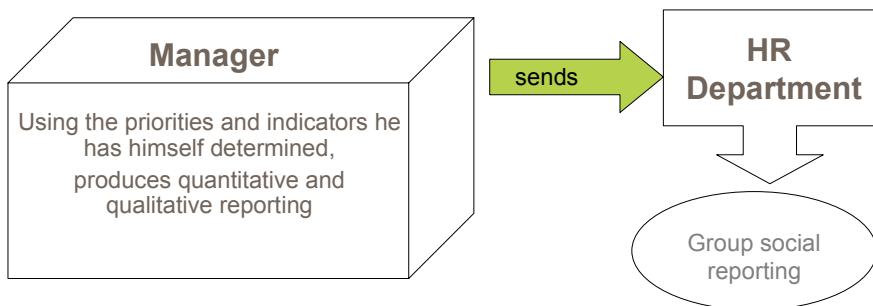 Manager
Using the priorities and indicators he
has himself determined,
produces quantitative and
qualitative reporting
sends
HR
Department
Group social
reporting